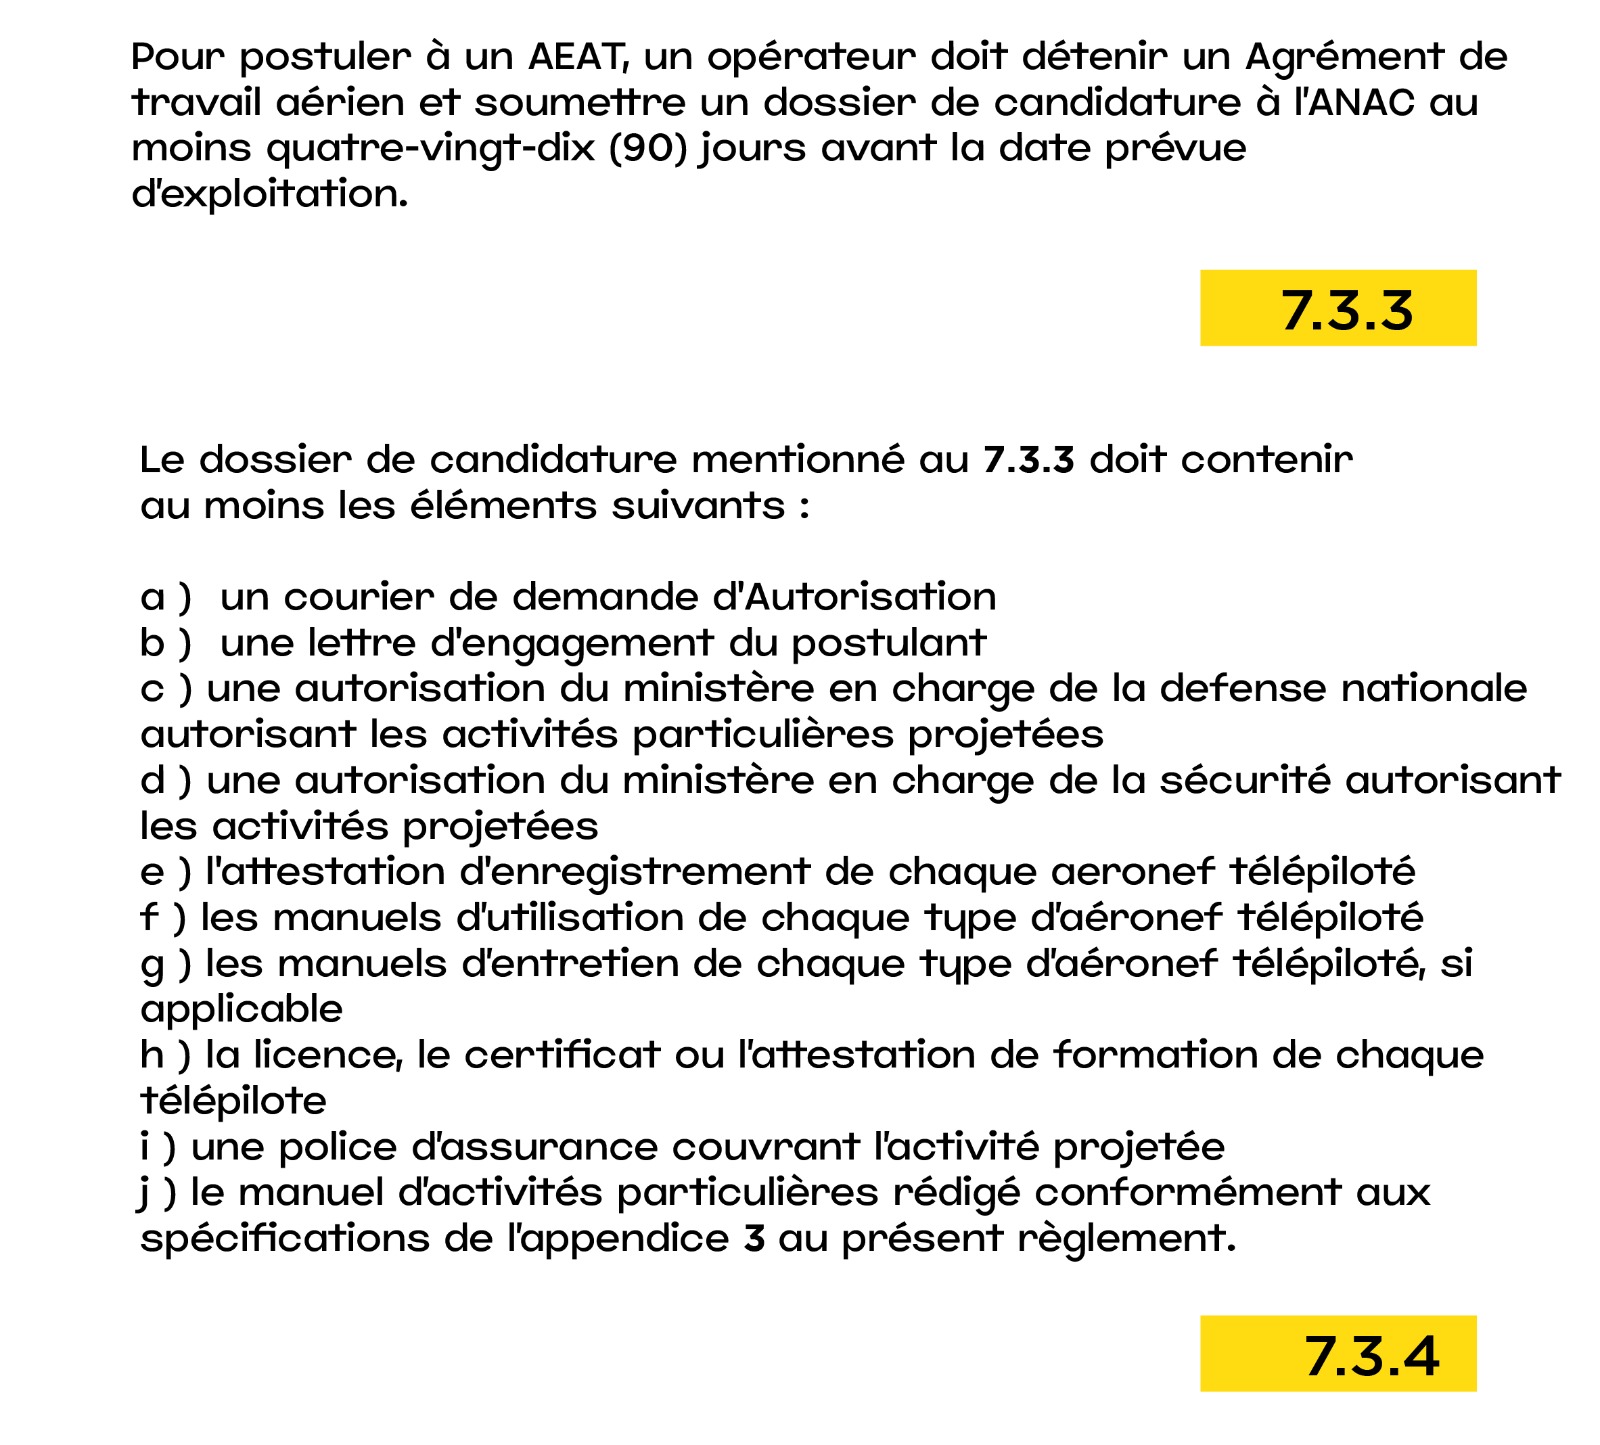 Pour postuler à un AEAT, un opérateur doit détenir un Agrément de
travail aérien et soumettre un dossier de candidature à l'ANAC au
moins quatre-vingt-dix (90) jours avant la date prévue
d'exploitation.
7.3.3
Le dossier de candidature mentionné au 7.3.3 doit contenir
au moins les éléments suivants :
a ) un courier de demande d'Autorisation
b ) une lettre d'engagement du postulant
c ) une autorisation du ministère en charge de la defense nationale
autorisant les activités particulières projetées
d ) une autorisation du ministère en charge de la sécurité autorisant
les activités projetées
e ) l'attestation d'enregistrement de chaque aeronef télépiloté
f ) les manuels d'utilisation de chaque type d'aéronef télépiloté
g ) les manuels d'entretien de chaque type d'aéronef télépiloté, si
applicable
h ) la licence, le certificat ou l'attestation de formation de chaque
télépilote
i ) une police d'assurance couvrant l'activité projetée
j ) le manuel d'activités particulières rédigé conformément aux
spécifications de l'appendice 3 au présent règlement.
7.3.4